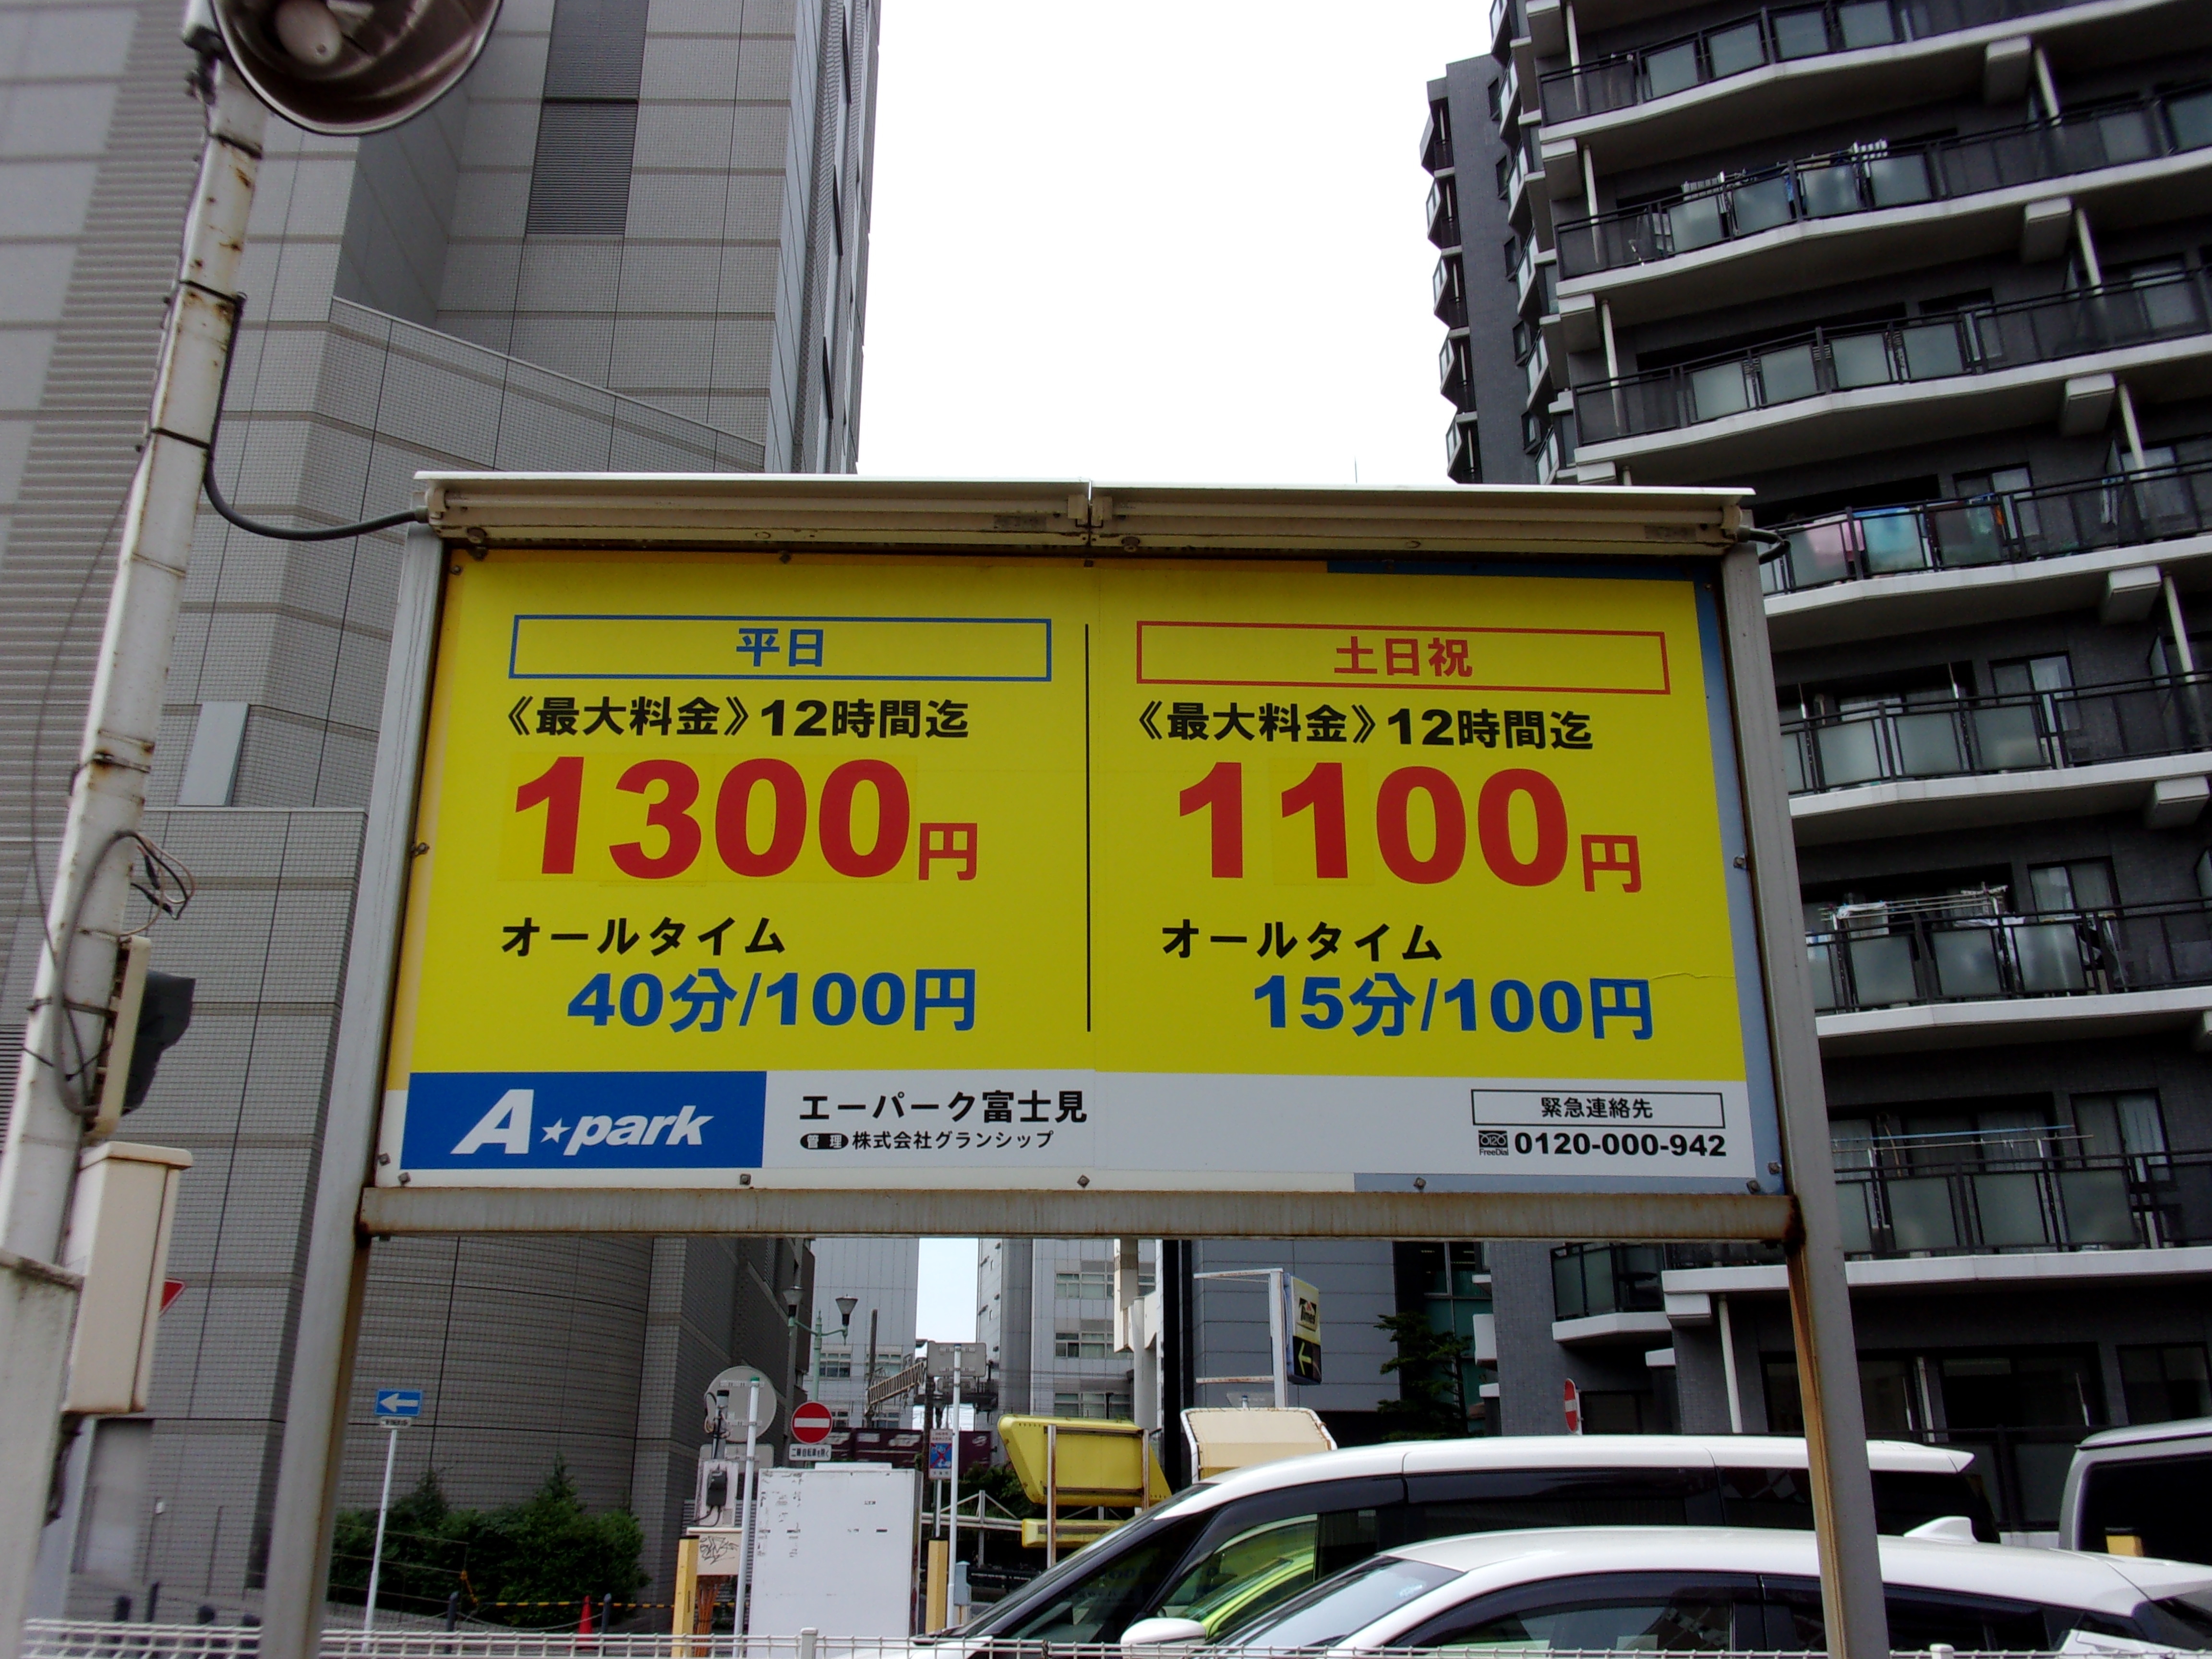 平日
《最大料金》12時間迄
1300円
オールタイム
40分/100円
土日祝
《最大料金》12時間迄
1100円
オールタイム
15分/100円
A★park
エーパーク富士見
管理 株式会社グランシップ
緊急連絡先
FreeDial 0120-000-942